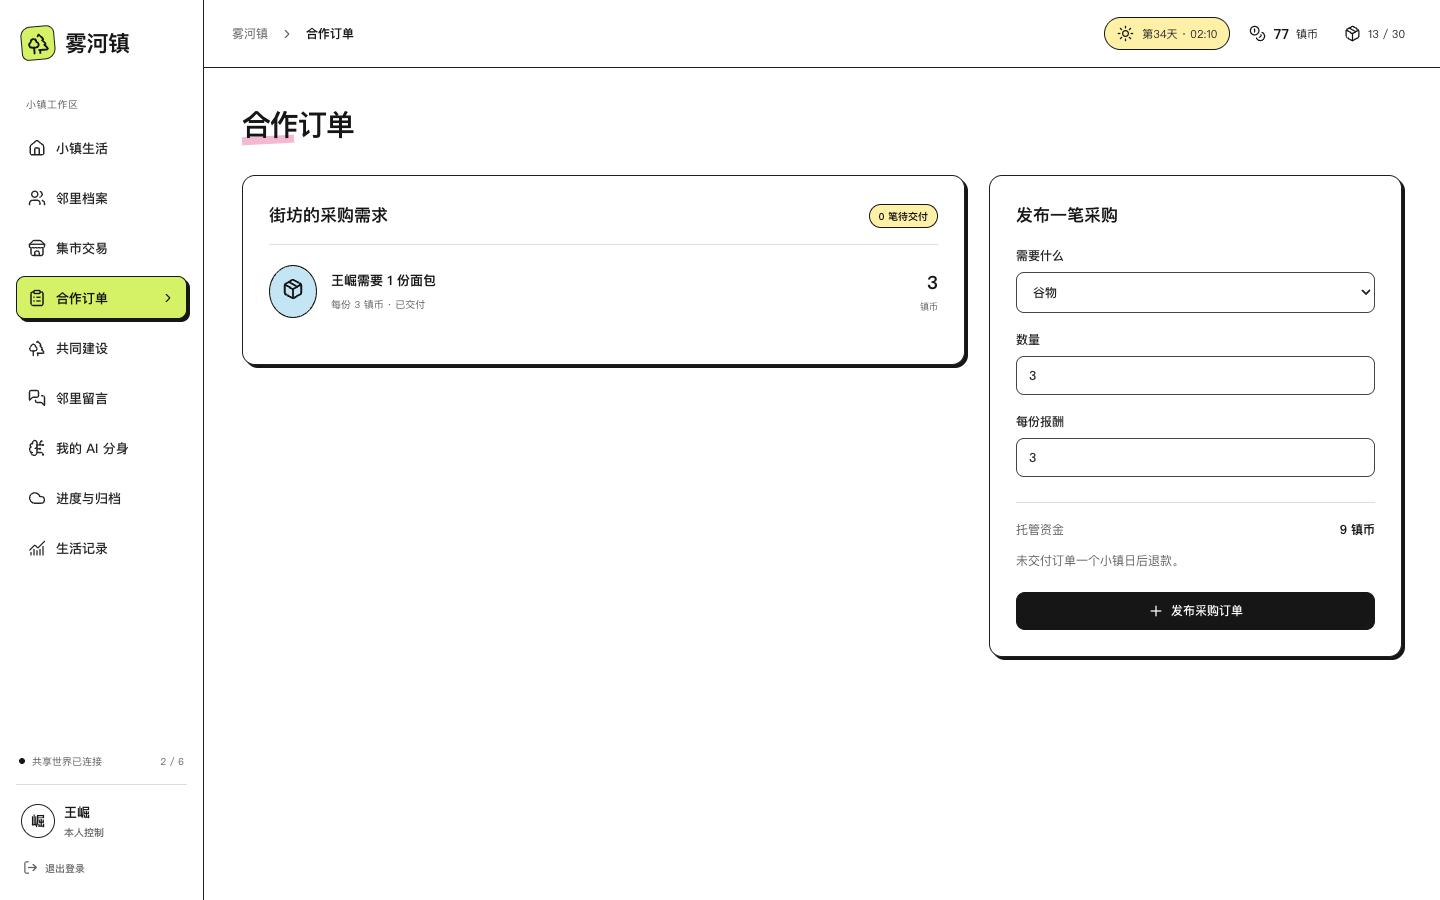 雾河镇
小镇工作区
小镇生活
邻里档案
集市交易
合作订单
共同建设
邻里留言
我的 AI 分身
进度与归档
生活记录
共享世界已连接 2 / 6
崛
王崛
本人控制
退出登录
雾河镇 合作订单
第34天 · 02:10
77 镇币
13 / 30
合作订单
街坊的采购需求
0 笔待交付
王崛需要 1 份面包
每份 3 镇币 · 已交付
3
镇币
发布一笔采购
需要什么
谷物
数量
3
每份报酬
3
托管资金 9 镇币
未交付订单一个小镇日后退款。
发布采购订单